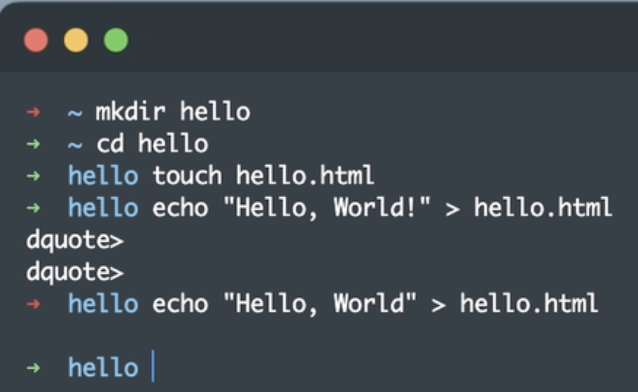 → ~ mkdir hello
→ ~ cd hello
→ hello touch hello.html
→ hello echo "Hello, World!" > hello.html
dquote>
dquote>
→ hello echo "Hello, World" > hello.html
→ hello